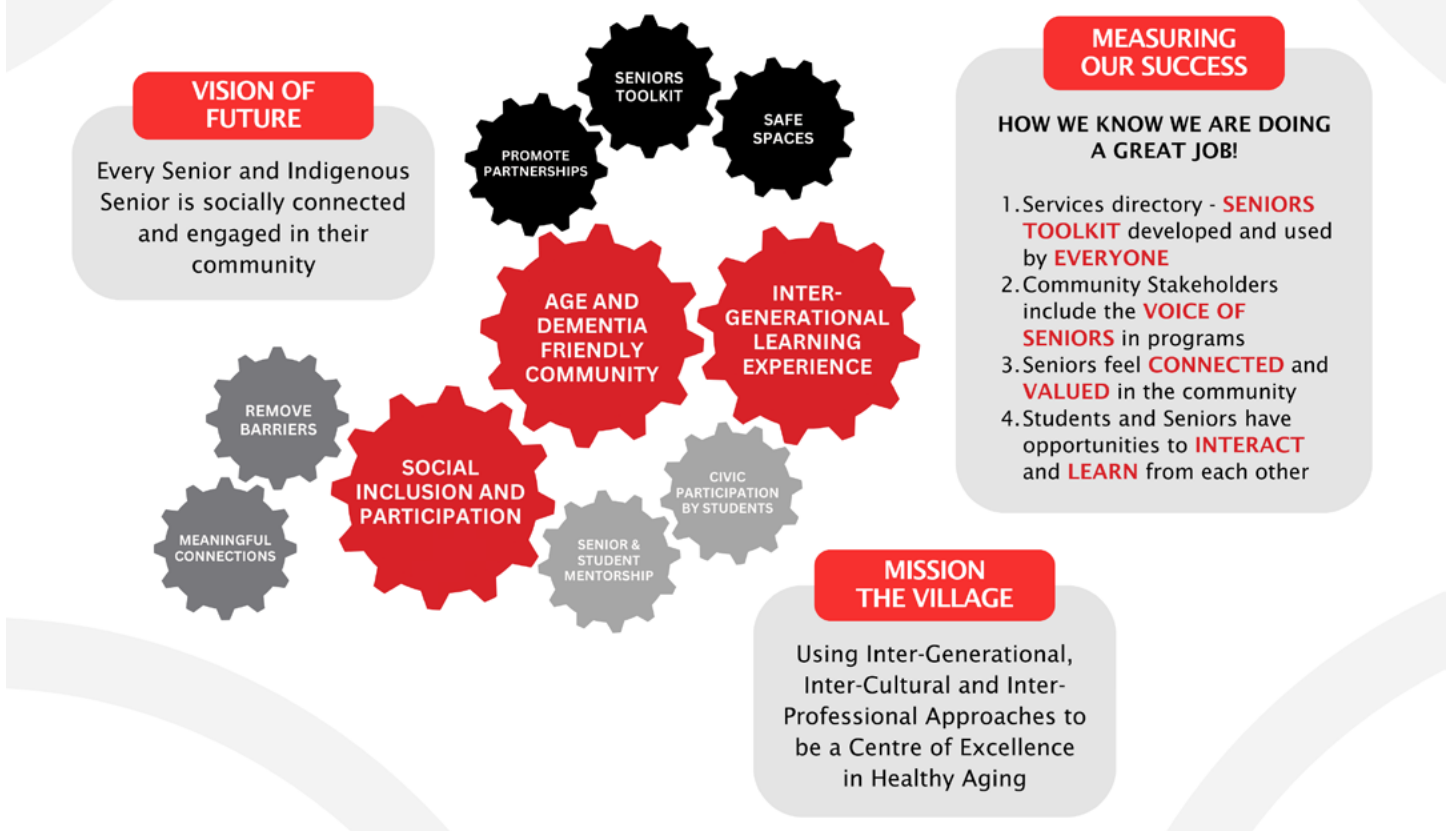 VISION OF
FUTURE
Every Senior and Indigenous
Senior is socially connected
and engaged in their
community
SENIORS
TOOLKIT
SAFE
SPACES
PROMOTE
PARTNERSHIPS
AGE AND
DEMENTIA
FRIENDLY
COMMUNITY
INTER-
GENERATIONAL
LEARNING
EXPERIENCE
REMOVE
BARRIERS
MEANINGFUL
CONNECTIONS
SOCIAL
INCLUSION AND
PARTICIPATION
CIVIC
PARTICIPATION
BY STUDENTS
SENIOR &
STUDENT
MENTORSHIP
MEASURING
OUR SUCCESS
HOW WE KNOW WE ARE DOING
A GREAT JOB!
1. Services directory - SENIORS
TOOLKIT developed and used
by EVERYONE
2. Community Stakeholders
include the VOICE OF
SENIORS in programs
3. Seniors feel CONNECTED and
VALUED in the community
4. Students and Seniors have
opportunities to INTERACT
and LEARN from each other
MISSION
THE VILLAGE
Using Inter-Generational,
Inter-Cultural and Inter-
Professional Approaches to
be a Centre of Excellence
in Healthy Aging